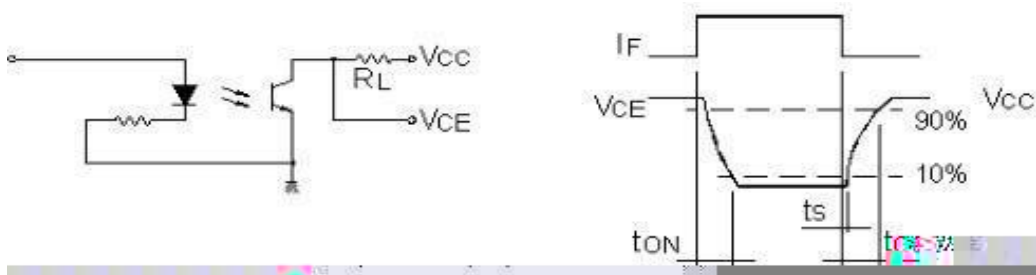 VCC
RL
VCE
IF
VCE
VCC
90%
10%
ts
tON